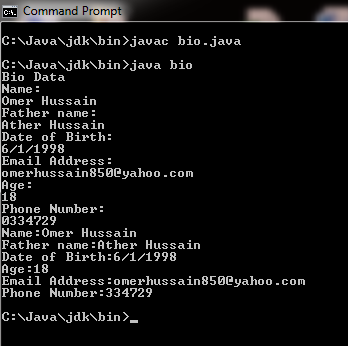 Command Prompt
C:\Java\jdk\bin>javac bio.java
C:\Java\jdk\bin>java bio
Bio Data
Name:
Omer Hussain
Father name:
Ather Hussain
Date of Birth:
6/1/1998
Email Address:
omerhussain850@yahoo.com
Age:
18
Phone Number:
0334729
Name:Omer Hussain
Father name:Ather Hussain
Date of Birth:6/1/1998
Age:18
Email Address:omerhussain850@yahoo.com
Phone Number:334729
C:\Java\jdk\bin>_